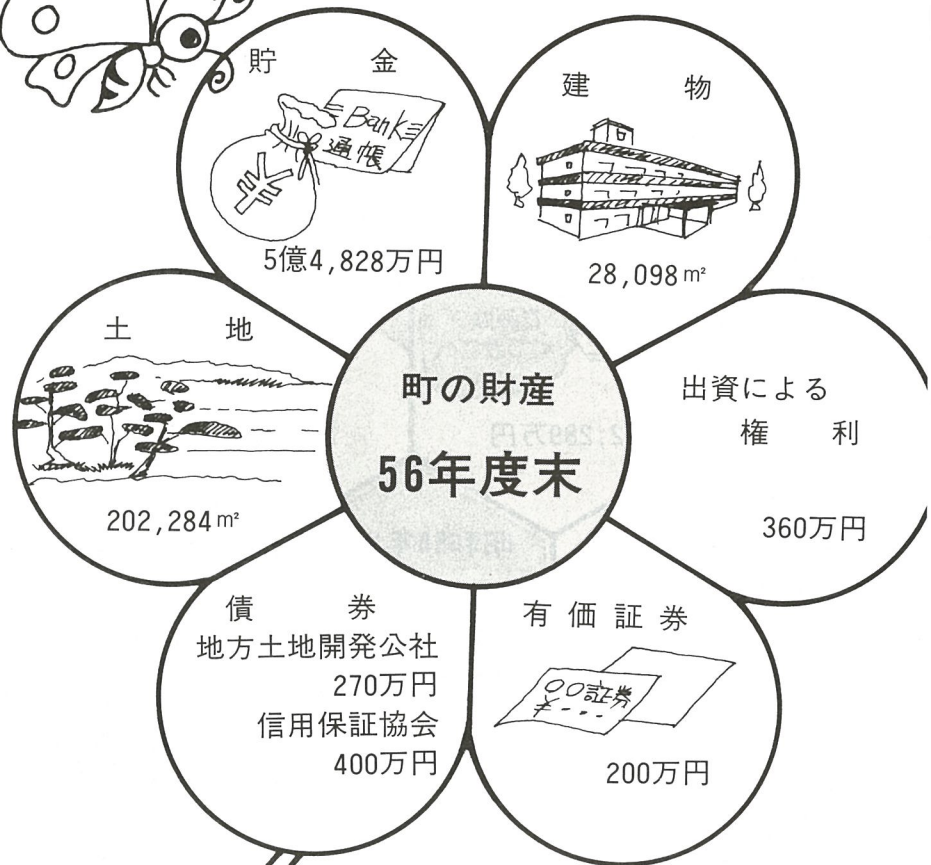 貯金
Bank
通帳
¥
5億4,828万円
建物
28,098㎡
土地
202,284㎡
町の財産
56年度末
出資による
権利
360万円
債券
地方土地開発公社
270万円
信用保証協会
400万円
有価証券
〇〇証券
¥・・・
200万円